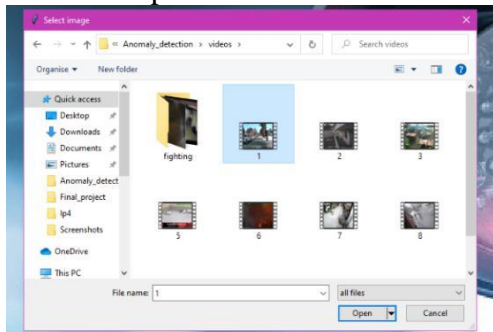 Select image
« Anomaly_detection › videos ›
Search videos
Organise
New folder
Quick access
Desktop
Downloads
Documents
Pictures
Anomaly_detect
Final_project
lp4
Screenshots
OneDrive
This PC
fighting
1
2
3
5
6
7
8
File name: 1
all files
Open
Cancel